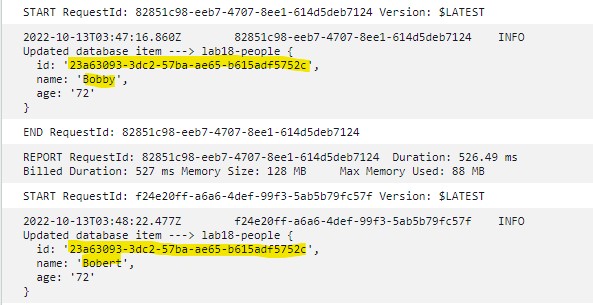 START RequestId: 82851c98-eeb7-4707-8ee1-614d5deb7124 Version: $LATEST
2022-10-13T03:47:16.860Z 82851c98-eeb7-4707-8ee1-614d5deb7124 INFO
Updated database item ---> lab18-people {
id: '23a63093-3dc2-57ba-ae65-b615adf5752c',
name: 'Bobby',
age: '72'
}
END RequestId: 82851c98-eeb7-4707-8ee1-614d5deb7124
REPORT RequestId: 82851c98-eeb7-4707-8ee1-614d5deb7124 Duration: 526.49 ms
Billed Duration: 527 ms Memory Size: 128 MB Max Memory Used: 88 MB
START RequestId: f24e20ff-a6a6-4def-99f3-5ab5b79fc57f Version: $LATEST
2022-10-13T03:48:22.477Z f24e20ff-a6a6-4def-99f3-5ab5b79fc57f INFO
Updated database item ---> lab18-people {
id: '23a63093-3dc2-57ba-ae65-b615adf5752c',
name: 'Bobert',
age: '72'
}